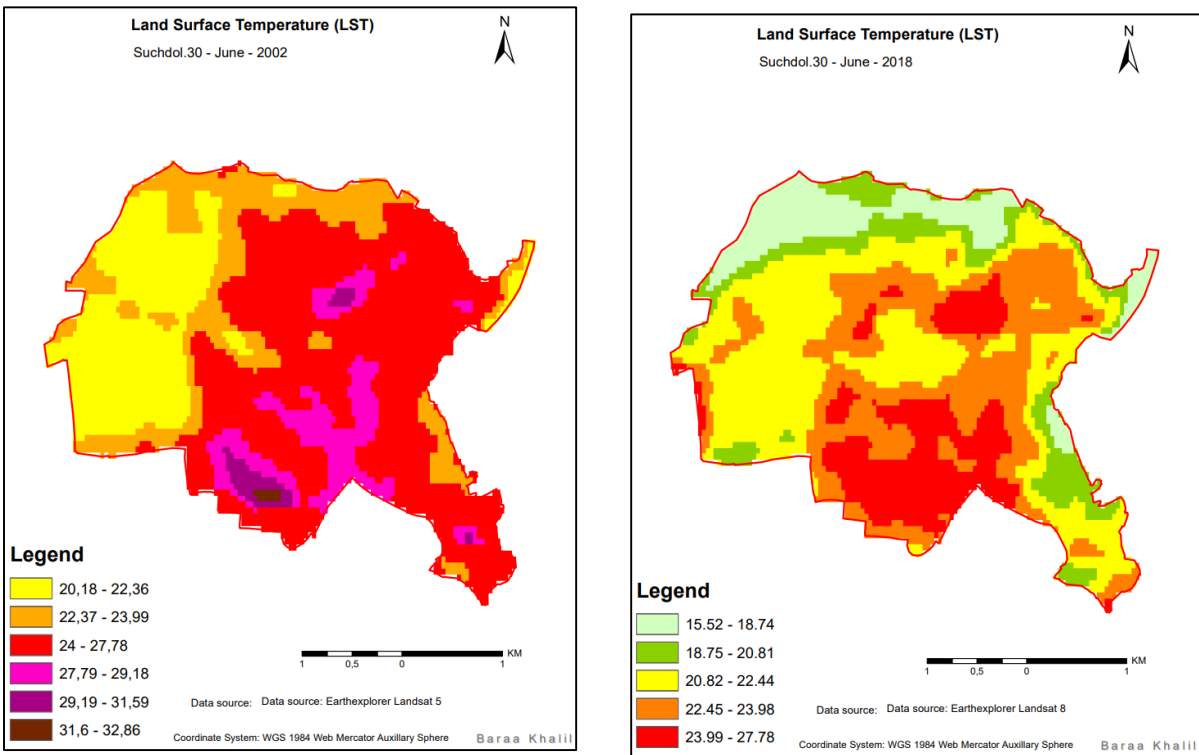 Land Surface Temperature (LST)
Suchdol.30 - June - 2002
N
Legend
20,18 - 22,36
22,37 - 23,99
24 - 27,78
27,79 - 29,18
29,19 - 31,59
31,6 - 32,86
KM
1 0,5 0 1
Data source: Data source: Earthexplorer Landsat 5
Coordinate System: WGS 1984 Web Mercator Auxillary Sphere
Baraa Khalil
Land Surface Temperature (LST)
Suchdol.30 - June - 2018
N
Legend
15.52 - 18.74
18.75 - 20.81
20.82 - 22.44
22.45 - 23.98
23.99 - 27.78
KM
1 0,5 0 1
Data source: Data source: Earthexplorer Landsat 8
Coordinate System: WGS 1984 Web Mercator Auxillary Sphere
Baraa Khalil